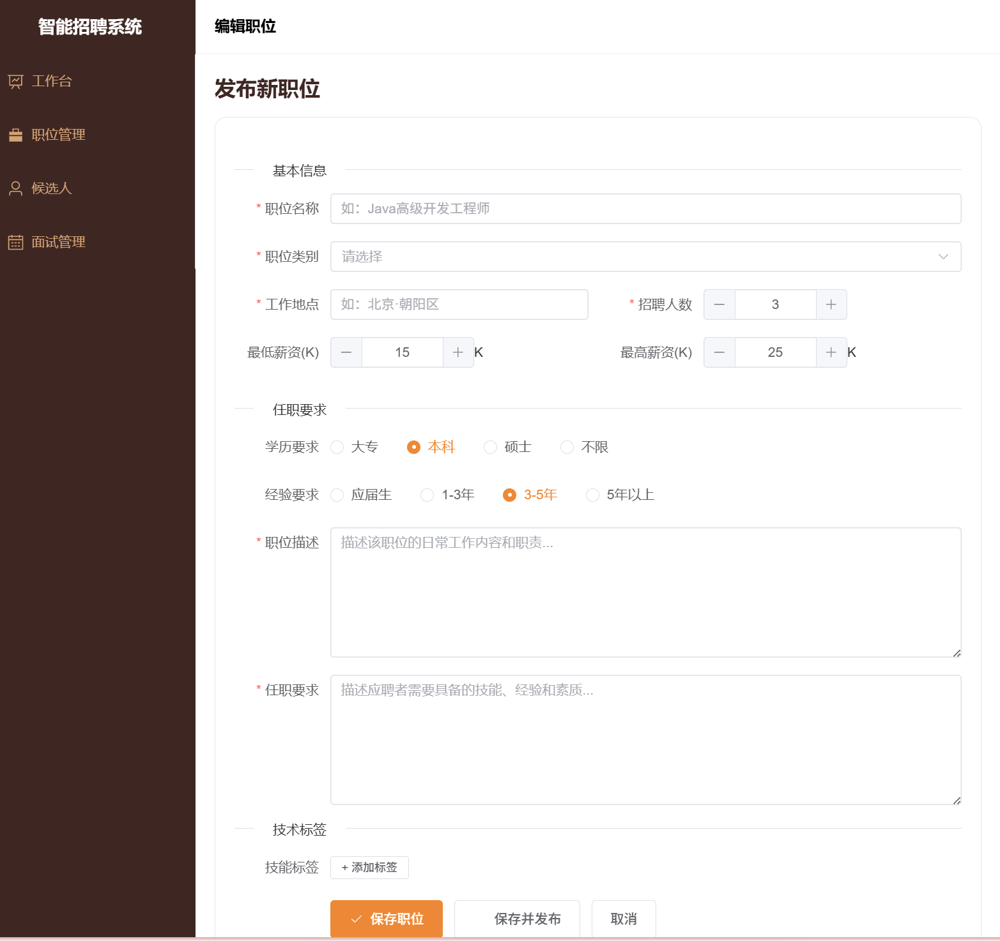 智能招聘系统
工作台
职位管理
候选人
面试管理
编辑职位
发布新职位
基本信息
* 职位名称 如：Java高级开发工程师
* 职位类别 请选择
* 工作地点 如：北京·朝阳区 * 招聘人数 3
最低薪资(K) 15 K 最高薪资(K) 25 K
任职要求
学历要求 大专 本科 硕士 不限
经验要求 应届生 1-3年 3-5年 5年以上
* 职位描述 描述该职位的日常工作内容和职责...
* 任职要求 描述应聘者需要具备的技能、经验和素质...
技术标签
技能标签 + 添加标签
保存职位 保存并发布 取消